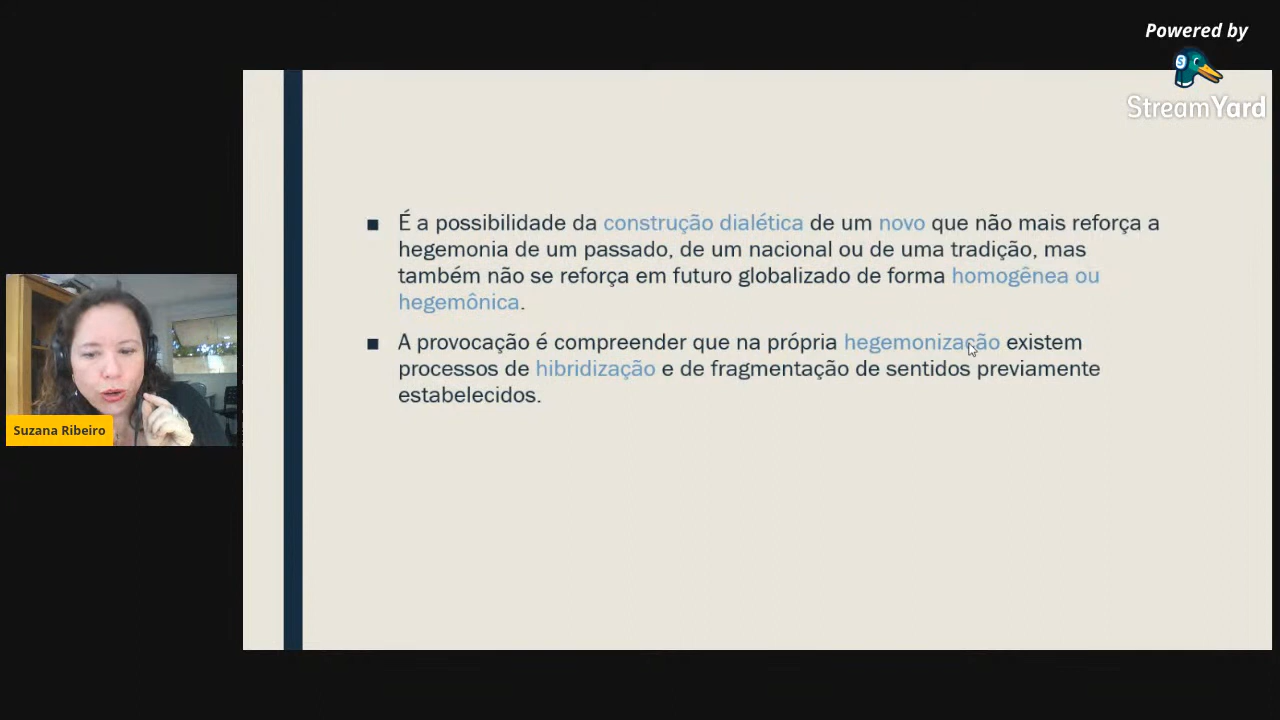 Powered by
StreamYard
■ É a possibilidade da construção dialética de um novo que não mais reforça a
hegemonia de um passado, de um nacional ou de uma tradição, mas
também não se reforça em futuro globalizado de forma homogênea ou
hegemônica.
■ A provocação é compreender que na própria hegemonização existem
processos de hibridização e de fragmentação de sentidos previamente
estabelecidos.
Suzana Ribeiro